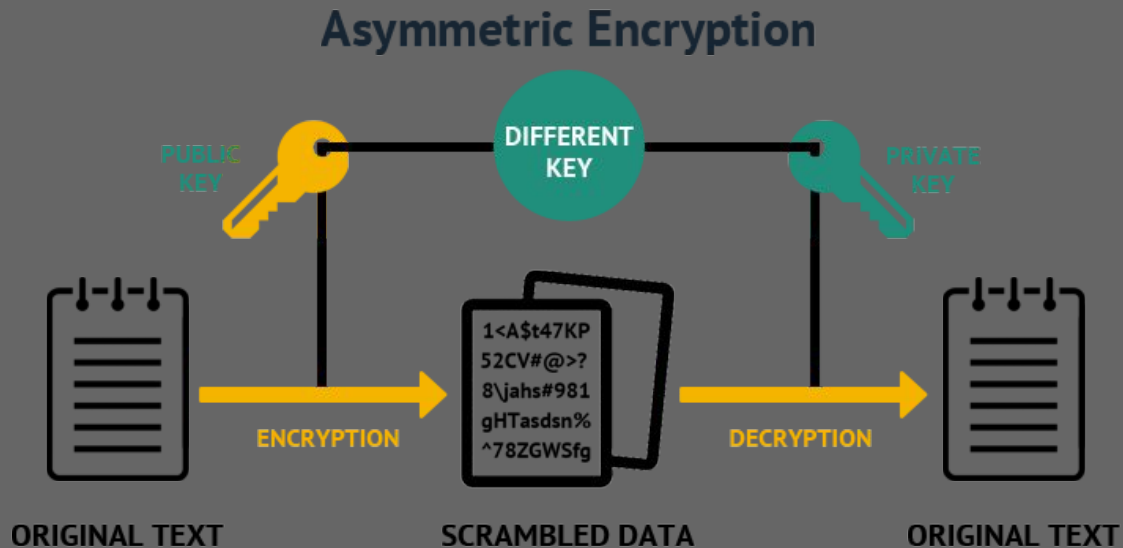 Asymmetric Encryption
PUBLIC
KEY
DIFFERENT
KEY
PRIVATE
KEY
1<A$t47KP
52CV#@>?
8\jahs#981
gHTasdsn%
^78ZGWSfg
ENCRYPTION
DECRYPTION
ORIGINAL TEXT
SCRAMBLED DATA
ORIGINAL TEXT